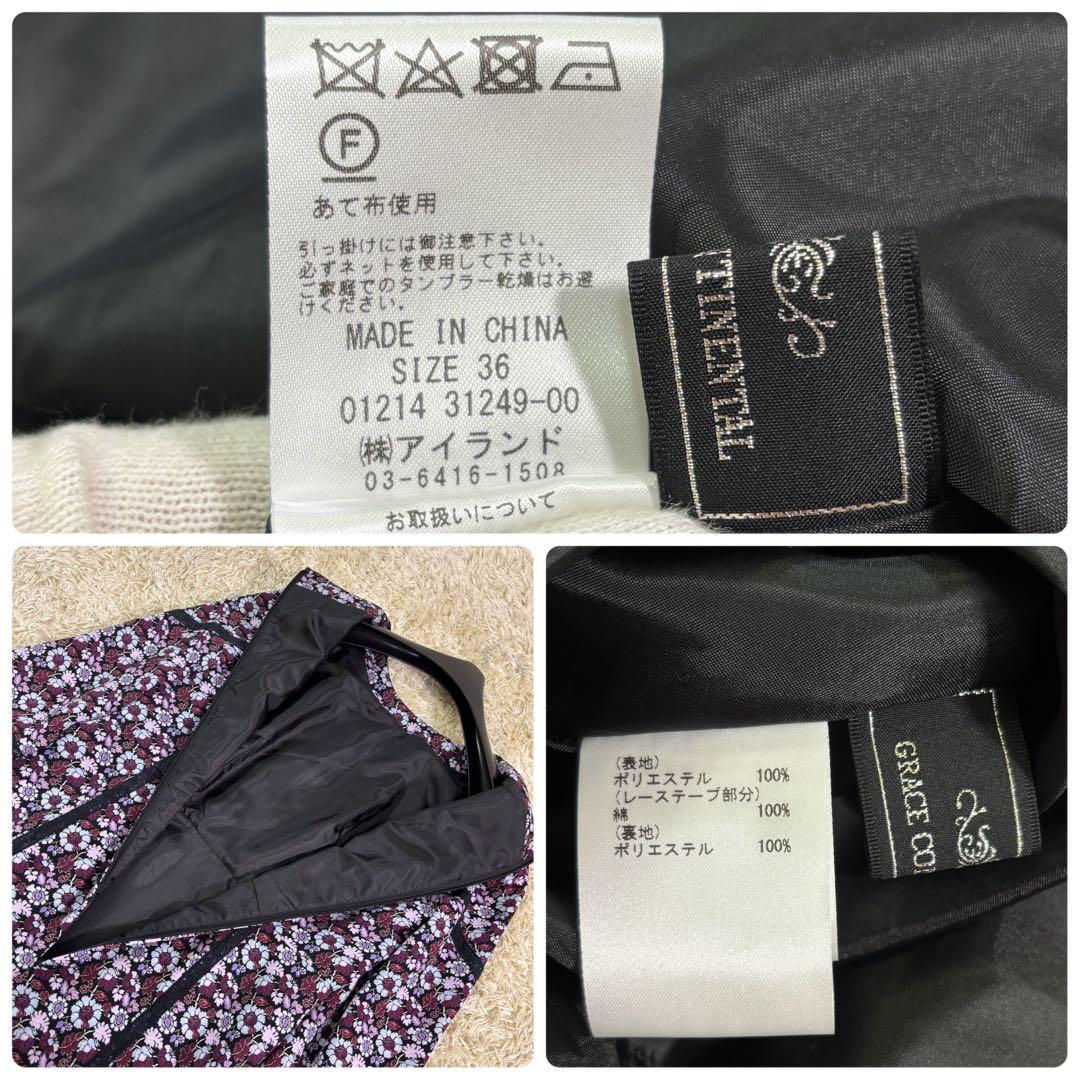 F
あて布使用
引っ掛けには御注意下さい。
必ずネットを使用して下さい。
ご家庭でのタンブラー乾燥はお避
けください。
MADE IN CHINA
SIZE 36
01214 31249-00
㈱アイランド
03-6416-1508
お取扱いについて
TINENTAL
(表地)
ポリエステル 100%
(レーステープ部分)
綿 100%
(裏地)
ポリエステル 100%
GRACE CO